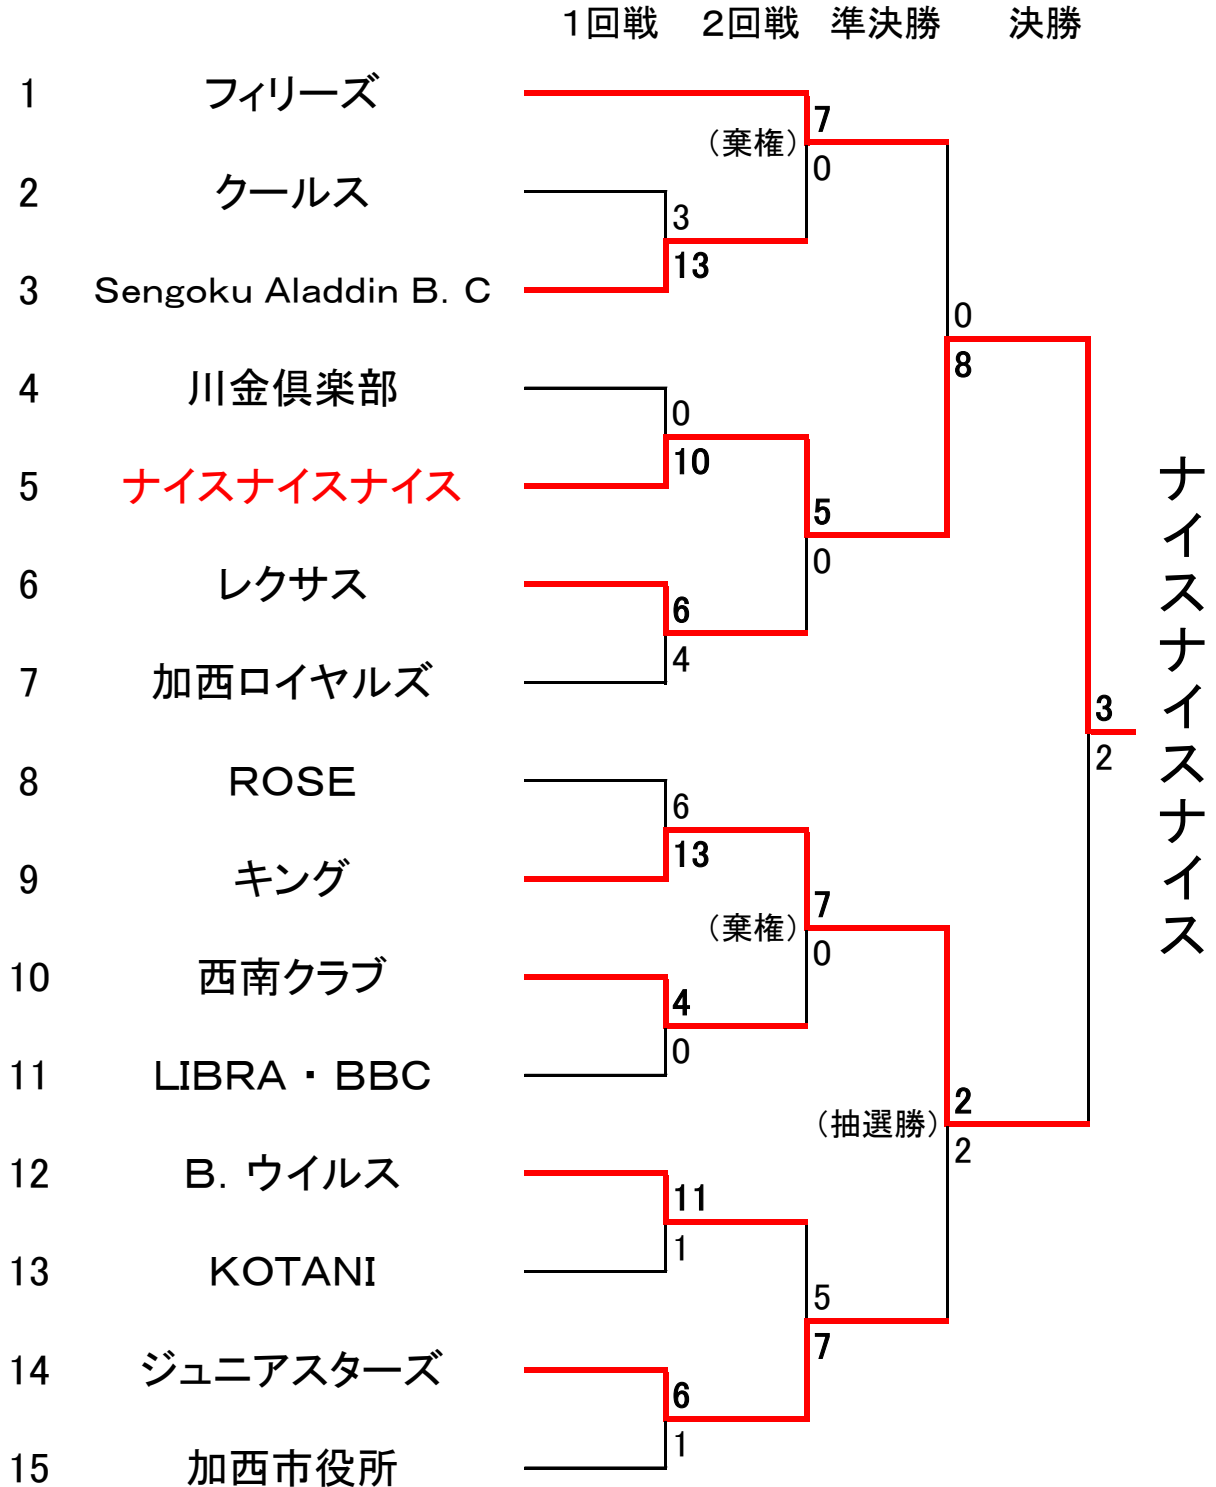 1回戦 2回戦 準決勝 決勝
1 フィリーズ
7
(棄権)
0
2 クールス
3
13
3 Sengoku Aladdin B. C
0
8
4 川金倶楽部
0
10
5 ナイスナイスナイス
5
0
6 レクサス
6
4
7 加西ロイヤルズ
3
2
ナイスナイスナイス
8 ROSE
6
13
9 キング
7
(棄権)
0
10 西南クラブ
4
0
11 LIBRA・BBC
2
(抽選勝)
2
12 B. ウイルス
11
1
13 KOTANI
5
7
14 ジュニアスターズ
6
1
15 加西市役所